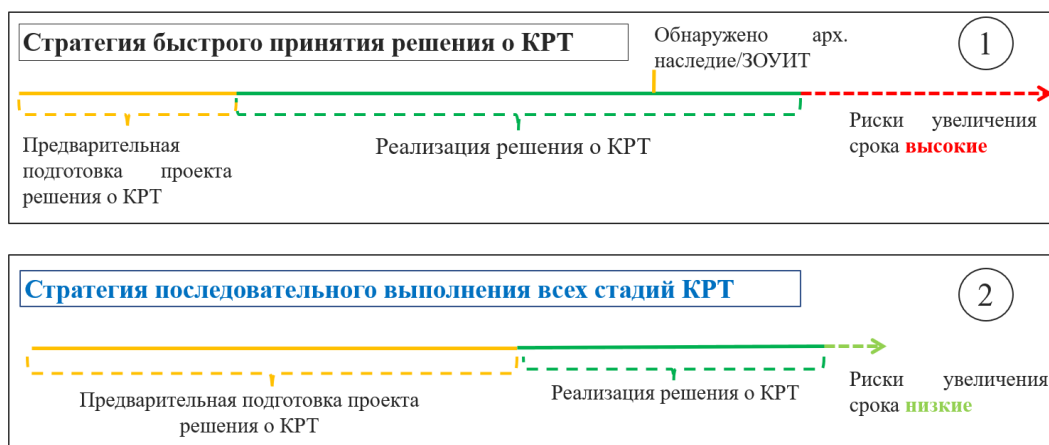 Стратегия быстрого принятия решения о КРТ
Обнаружено арх.
наследие/ЗОУИТ
1
Предварительная
подготовка проекта
решения о КРТ
Реализация решения о КРТ
Риски увеличения
срока высокие
Стратегия последовательного выполнения всех стадий КРТ
2
Предварительная подготовка проекта
решения о КРТ
Реализация решения о КРТ
Риски увеличения
срока низкие